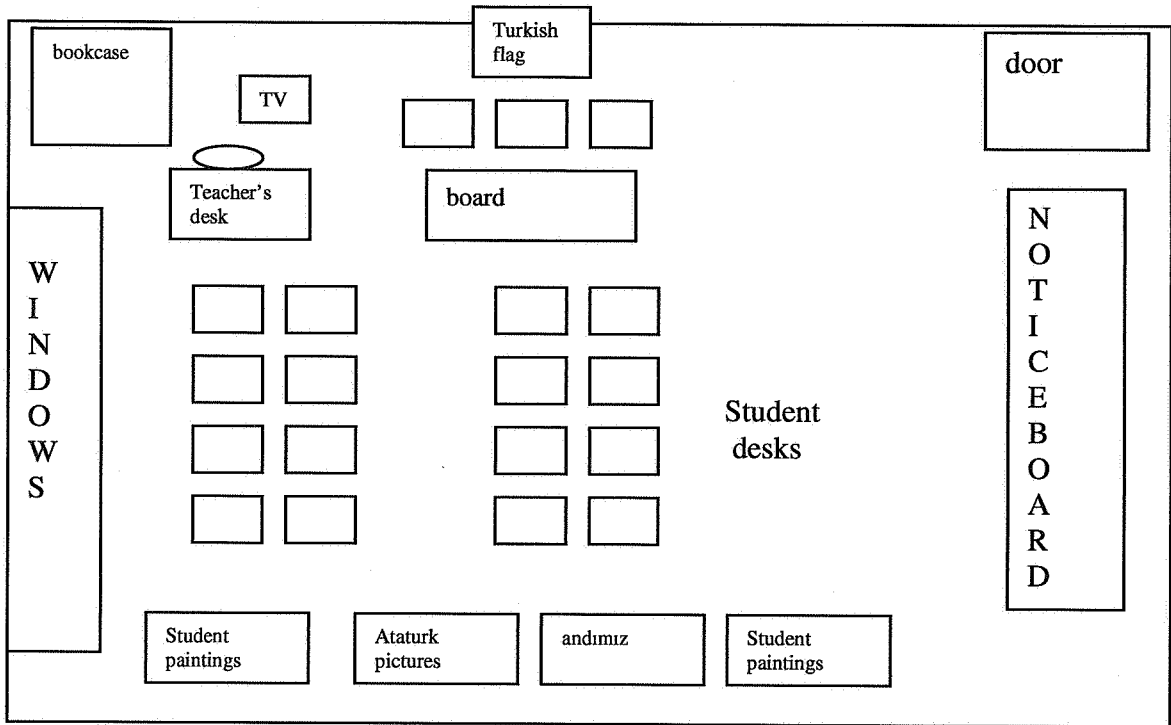 Turkish
flag
bookcase
door
TV
Teacher's
desk
board
WINDOWS
NOTICEBOARD
Student
desks
Student
paintings
Ataturk
pictures
andımız
Student
paintings